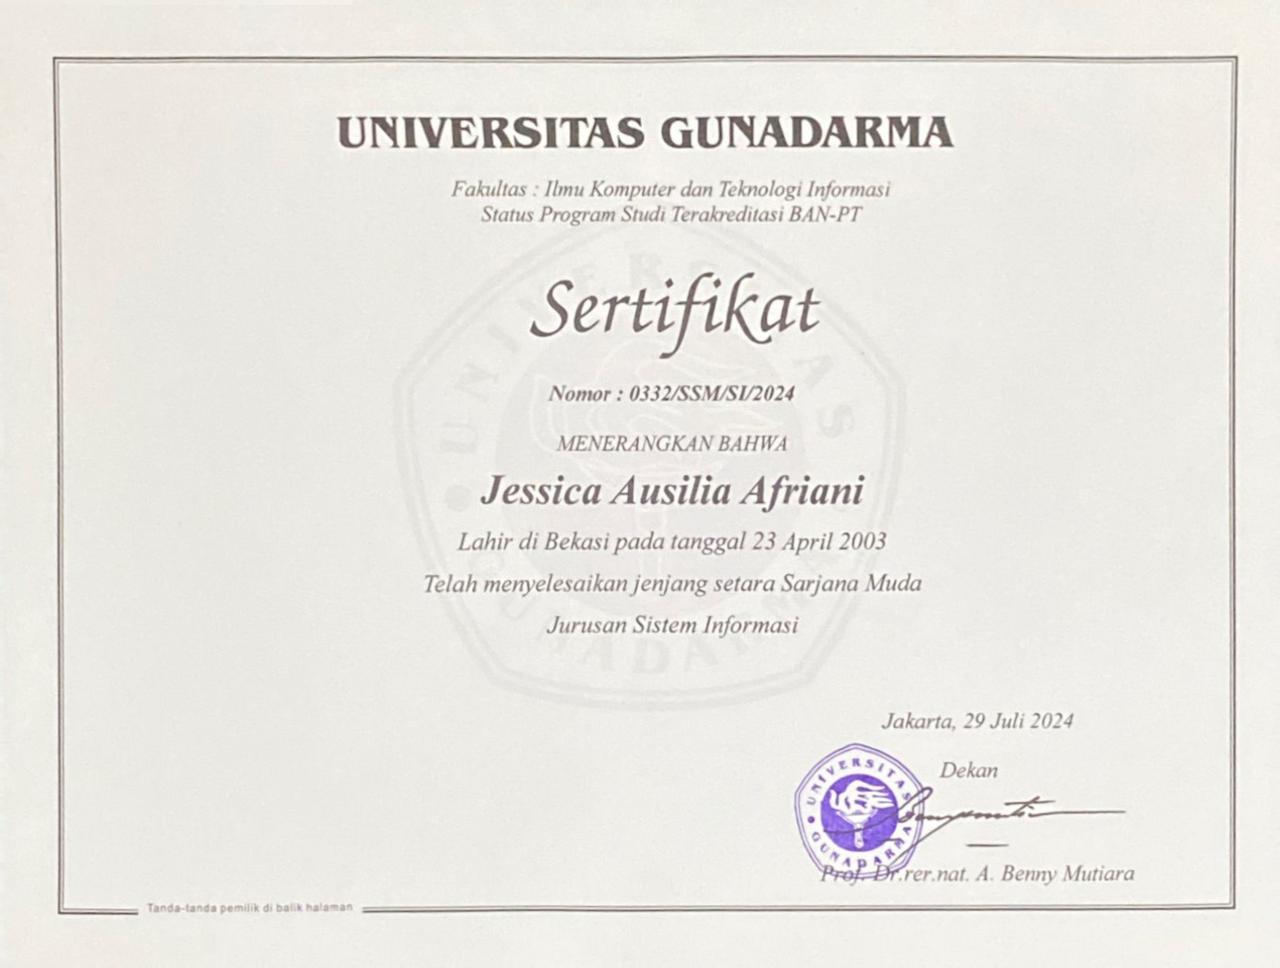 UNIVERSITAS GUNADARMA
Fakultas : Ilmu Komputer dan Teknologi Informasi
Status Program Studi Terakreditasi BAN-PT
Sertifikat
Nomor : 0332/SSM/SI/2024
MENERANGKAN BAHWA
Jessica Ausilia Afriani
Lahir di Bekasi pada tanggal 23 April 2003
Telah menyelesaikan jenjang setara Sarjana Muda
Jurusan Sistem Informasi
UNIVERSITAS GUNADARMA
Jakarta, 29 Juli 2024
Dekan
UNIVERSITAS GUNADARMA
Prof. Dr.rer.nat. A. Benny Mutiara
Tanda-tanda pemilik di balik halaman